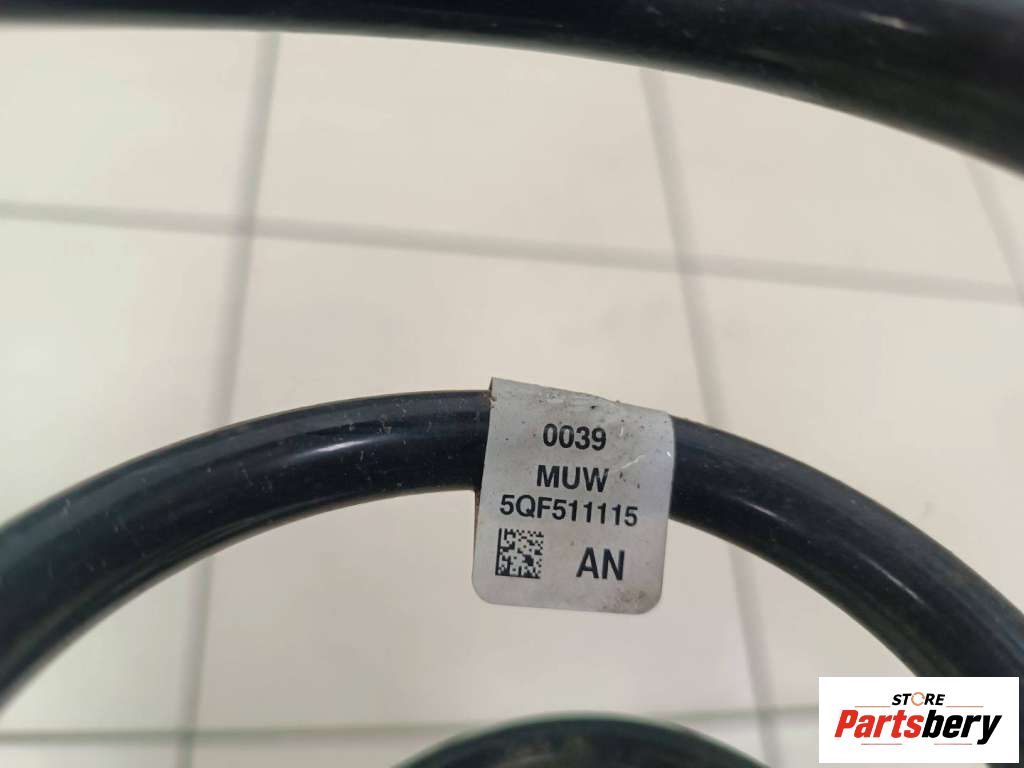 0039
MUW
5QF511115
AN
STORE
Partsbery